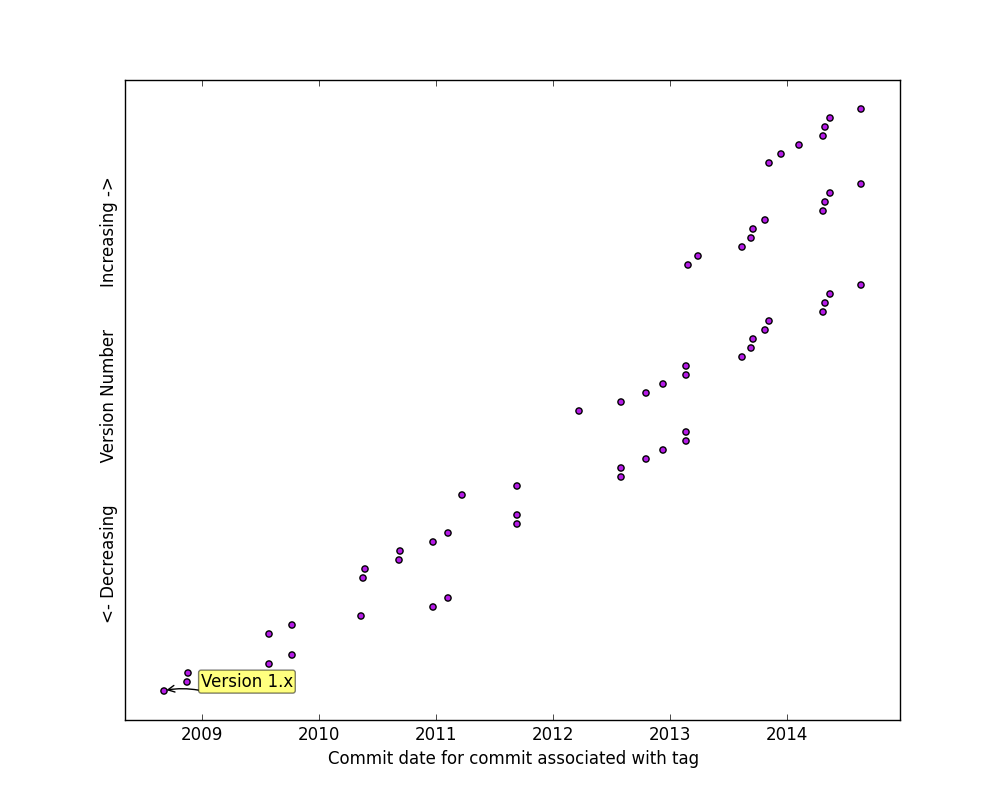 <- Decreasing        Version Number        Increasing ->
Version 1.x
2009 2010 2011 2012 2013 2014
Commit date for commit associated with tag